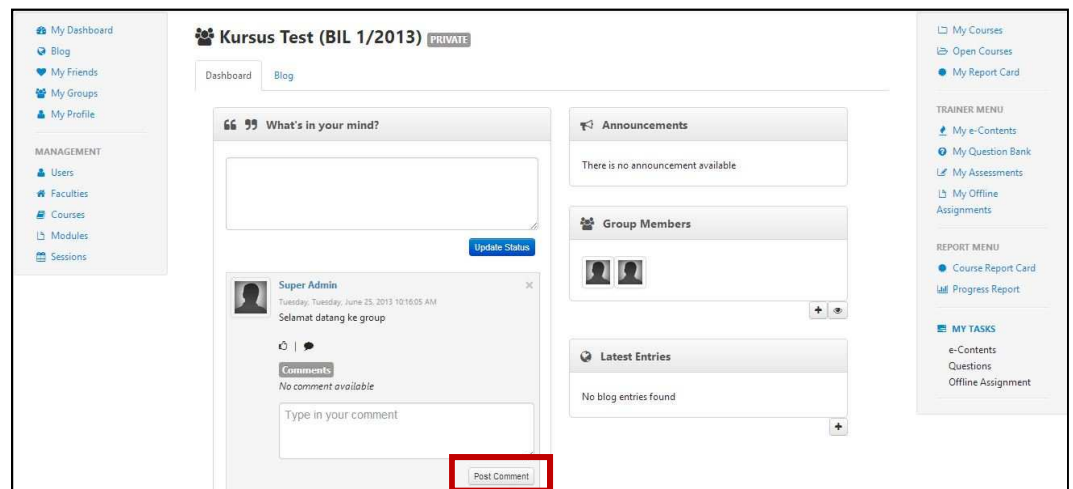 My Dashboard
Blog
My Friends
My Groups
My Profile
MANAGEMENT
Users
Faculties
Courses
Modules
Sessions
Kursus Test (BIL 1/2013) PRIVATE
Dashboard Blog
What's in your mind?
Update Status
Super Admin ×
Tuesday, Tuesday, June 25, 2013 10:16:05 AM
Selamat datang ke group
|
Comments
No comment available
Type in your comment
Post Comment
Announcements
There is no announcement available
Group Members
+
Latest Entries
No blog entries found
+
My Courses
Open Courses
My Report Card
TRAINER MENU
My e-Contents
My Question Bank
My Assessments
My Offline
Assignments
REPORT MENU
Course Report Card
Progress Report
MY TASKS
e-Contents
Questions
Offline Assignment